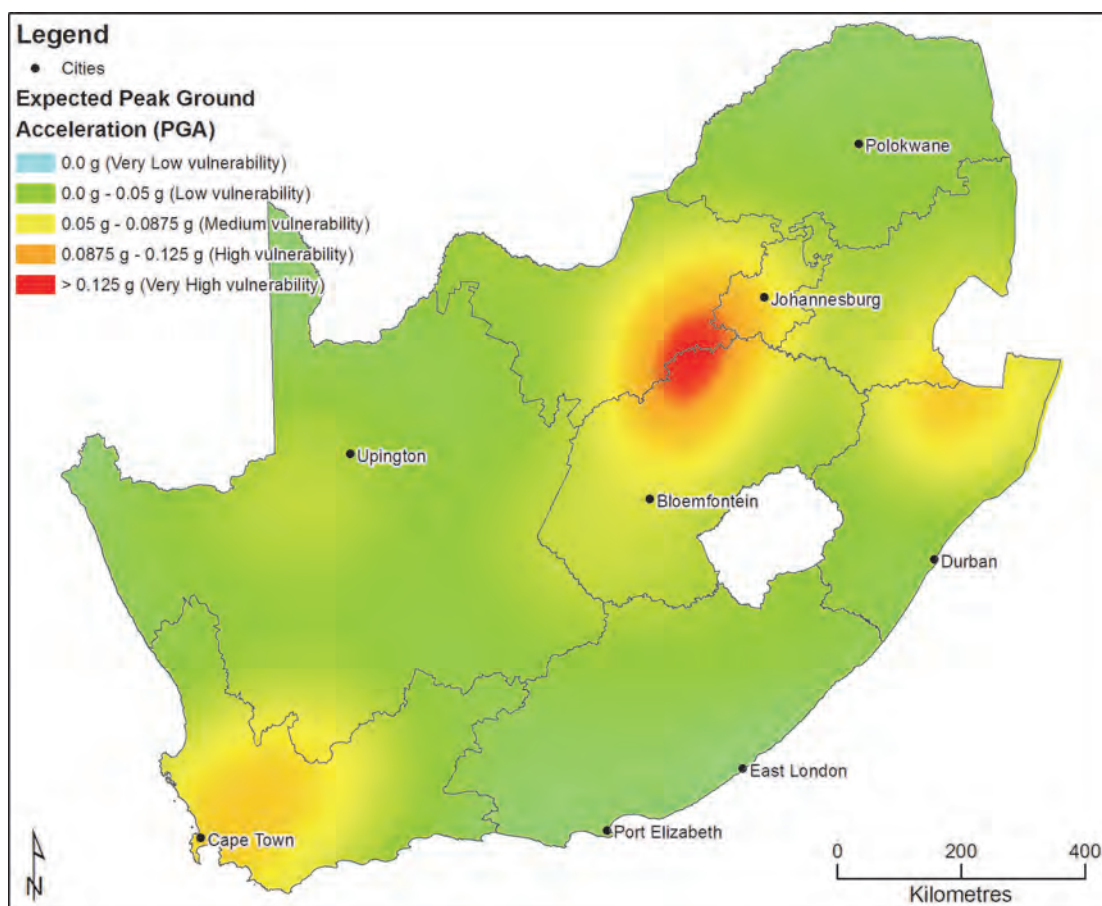 Legend
Cities
Expected Peak Ground
Acceleration (PGA)
0.0 g (Very Low vulnerability)
0.0 g - 0.05 g (Low vulnerability)
0.05 g - 0.0875 g (Medium vulnerability)
0.0875 g - 0.125 g (High vulnerability)
> 0.125 g (Very High vulnerability)
Polokwane
Johannesburg
Upington
Bloemfontein
Durban
East London
Port Elizabeth
Cape Town
N
0 200 400
Kilometres